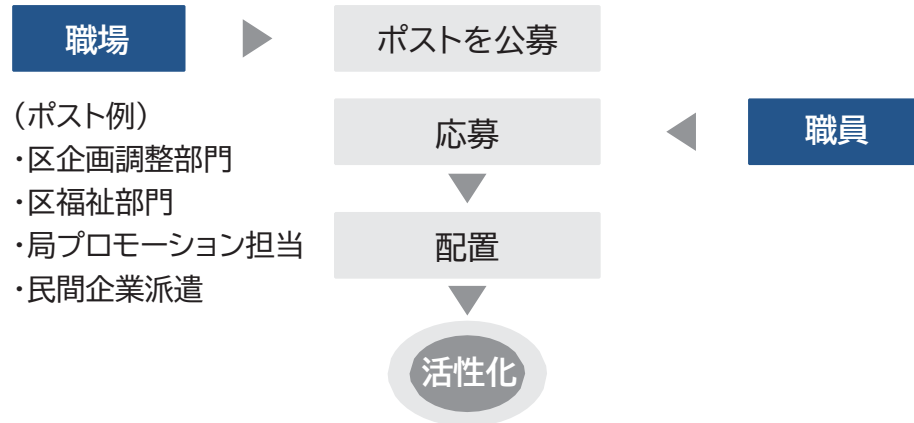 職場
ポストを公募
(ポスト例)
・区企画調整部門
・区福祉部門
・局プロモーション担当
・民間企業派遣
応募
職員
配置
活性化